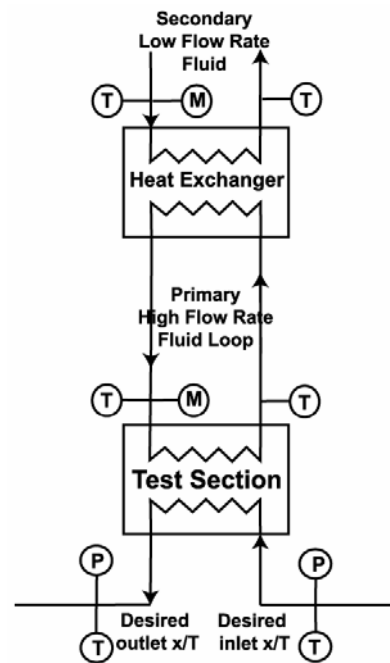 Secondary
Low Flow Rate
Fluid
T
M
T
Heat Exchanger
Primary
High Flow Rate
Fluid Loop
T
M
T
Test Section
P
P
T
Desired
outlet x/T
Desired
inlet x/T
T